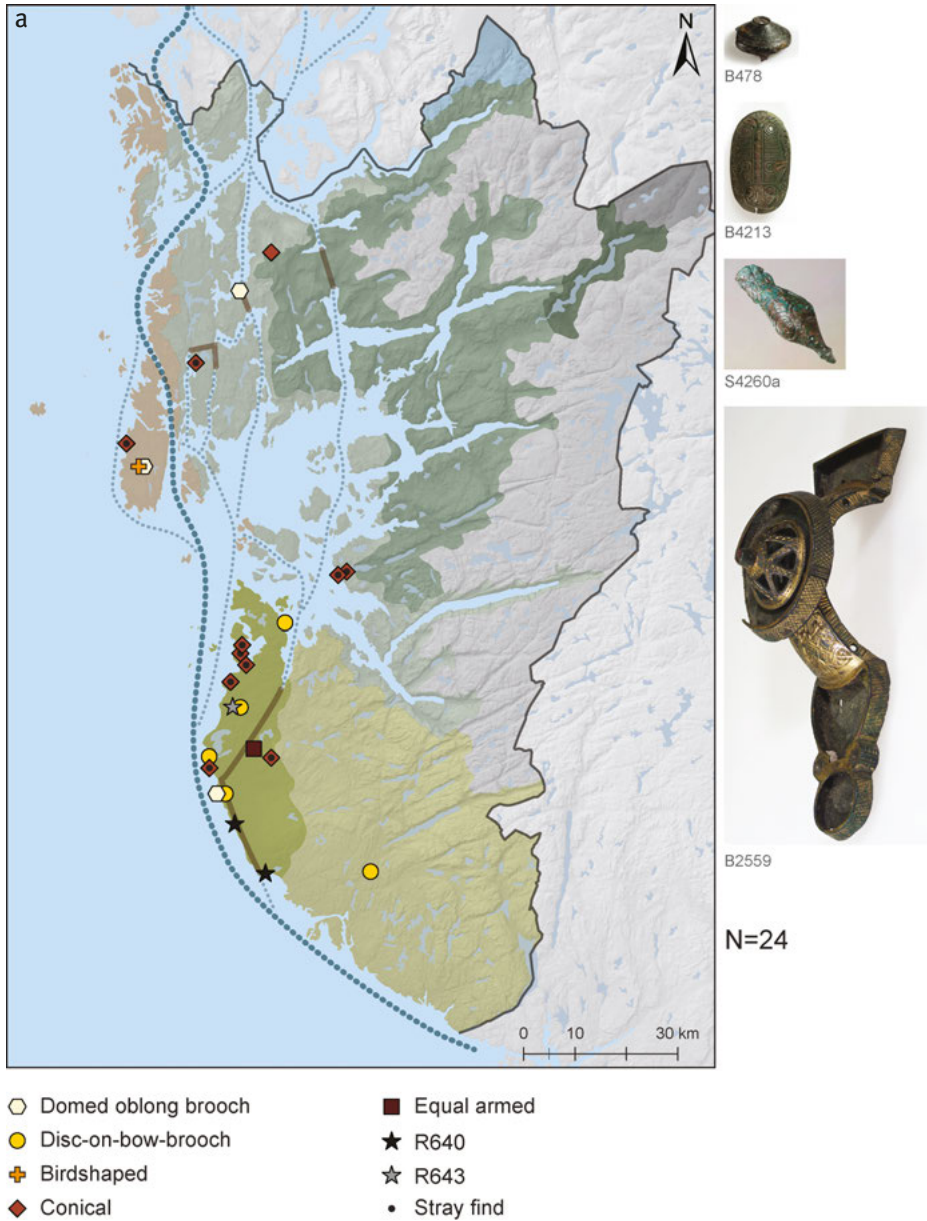 a
N
0 10 30 km
B478
B4213
S4260a
B2559
N=24
Domed oblong brooch
Disc-on-bow-brooch
Birdshaped
Conical
Equal armed
R640
R643
Stray find